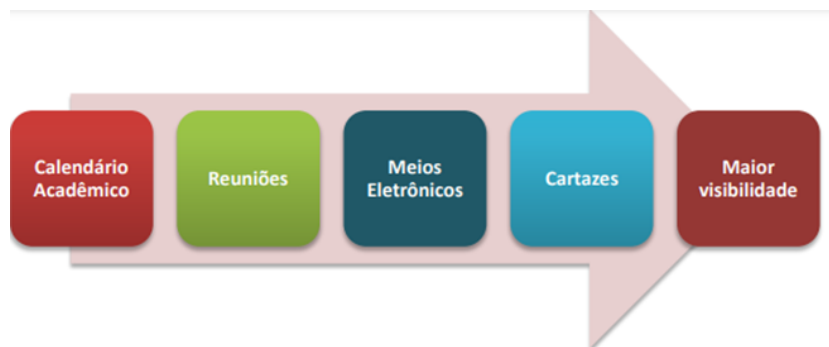 Calendário
Acadêmico
Reuniões
Meios
Eletrônicos
Cartazes
Maior
visibilidade